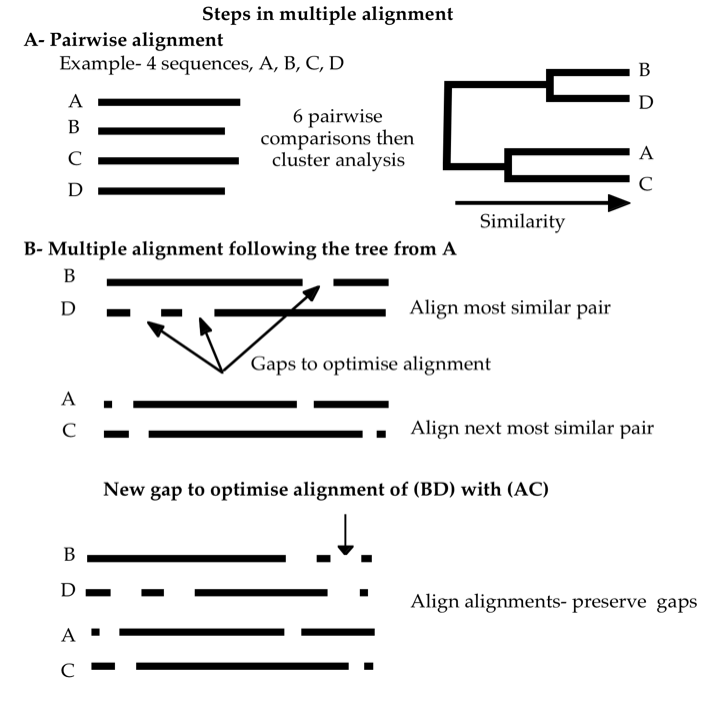 Steps in multiple alignment
A- Pairwise alignment
Example- 4 sequences, A, B, C, D
A
B
C
D
6 pairwise
comparisons then
cluster analysis
B
D
A
C
Similarity
B- Multiple alignment following the tree from A
B
D
Align most similar pair
Gaps to optimise alignment
A
C
Align next most similar pair
New gap to optimise alignment of (BD) with (AC)
B
D
A
C
Align alignments- preserve gaps